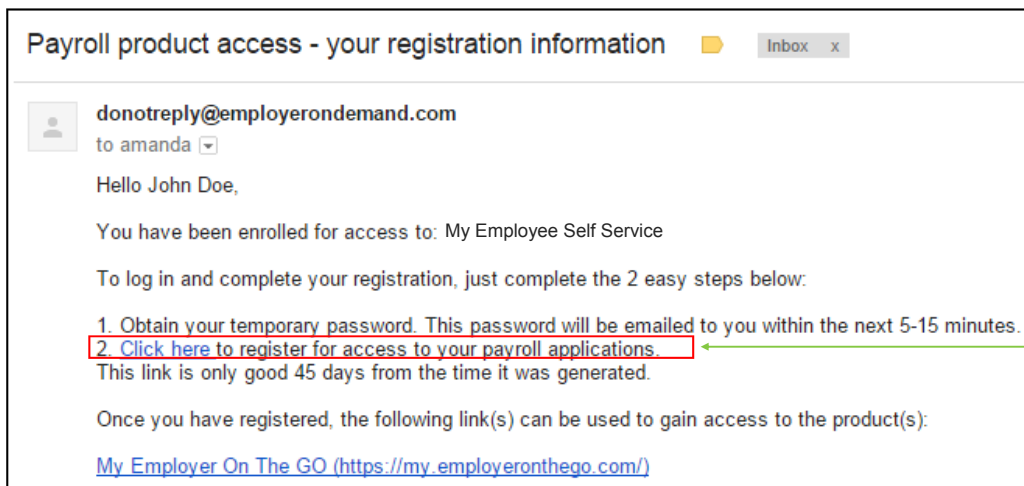 Payroll product access - your registration information Inbox x
donotreply@employerondemand.com
to amanda
Hello John Doe,
You have been enrolled for access to: My Employee Self Service
To log in and complete your registration, just complete the 2 easy steps below:
1. Obtain your temporary password. This password will be emailed to you within the next 5-15 minutes.
2. Click here to register for access to your payroll applications.
This link is only good 45 days from the time it was generated.
Once you have registered, the following link(s) can be used to gain access to the product(s):
My Employer On The GO (https://my.employeronthego.com/)